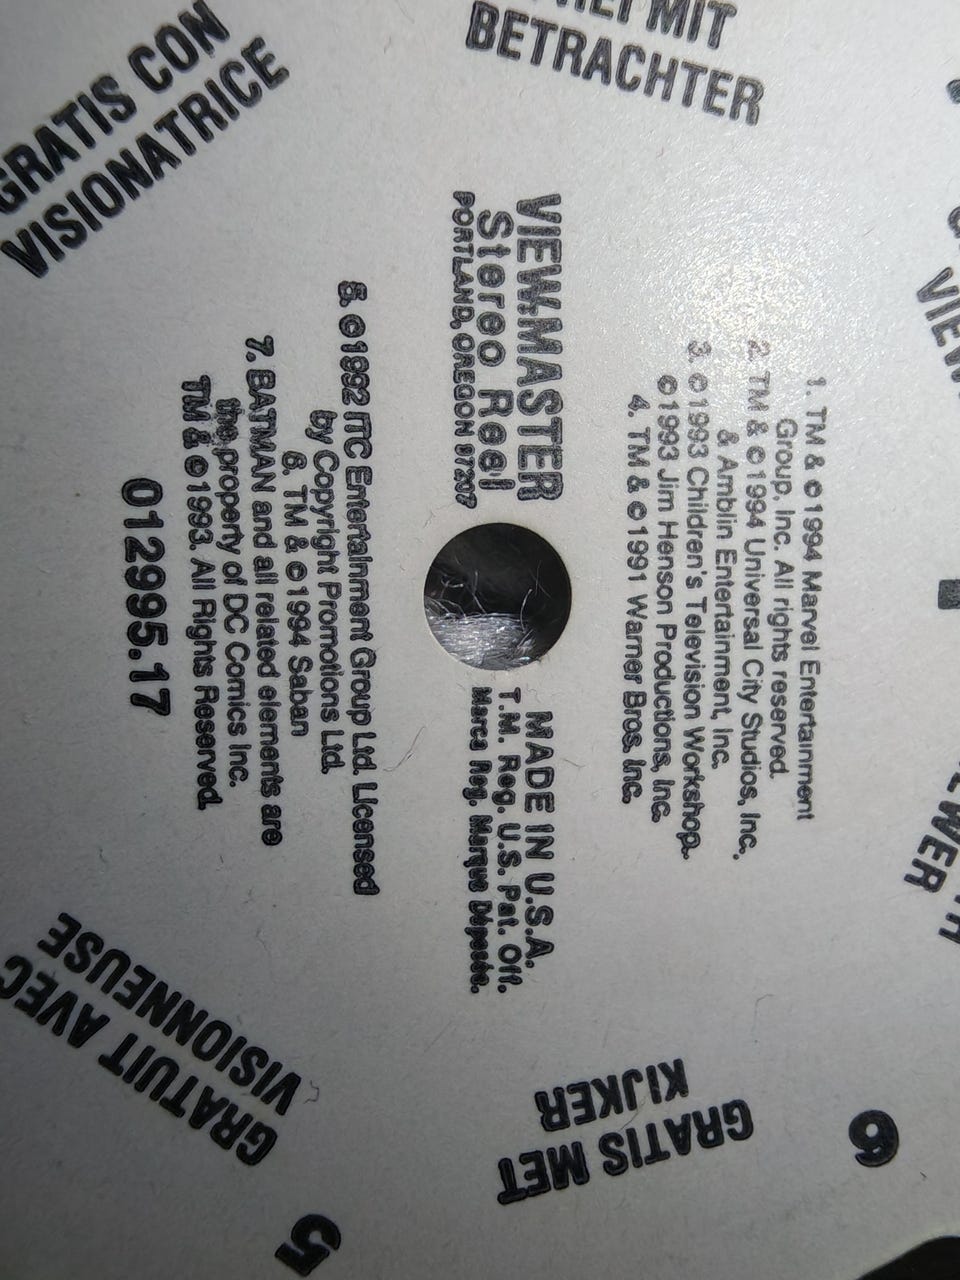 1. TM & ©1994 Marvel Entertainment
Group, Inc. All rights reserved.
2. TM & ©1994 Universal City Studios, Inc.
& Amblin Entertainment, Inc.
3. ©1993 Children's Television Workshop.
©1993 Jim Henson Productions, Inc.
4. TM & ©1991 Warner Bros. Inc.
VIEW-MASTER
Stereo Reel
PORTLAND, OREGON 97207
MADE IN U.S.A.
T.M. Reg. U.S. Pat. Off.
Marca Reg. Marque Déposée.
5. ©1992 ITC Entertainment Group Ltd. Licensed
by Copyright Promotions Ltd.
6. TM & ©1994 Saban
7. BATMAN and all related elements are
the property of DC Comics Inc.
TM & ©1993. All Rights Reserved.
012995.17
GRATIS CON
VISIONATRICE
MIT
BETRACHTER
GRATIS MET
KIJKER
GRATUIT AVEC
VISIONNEUSE
5
6